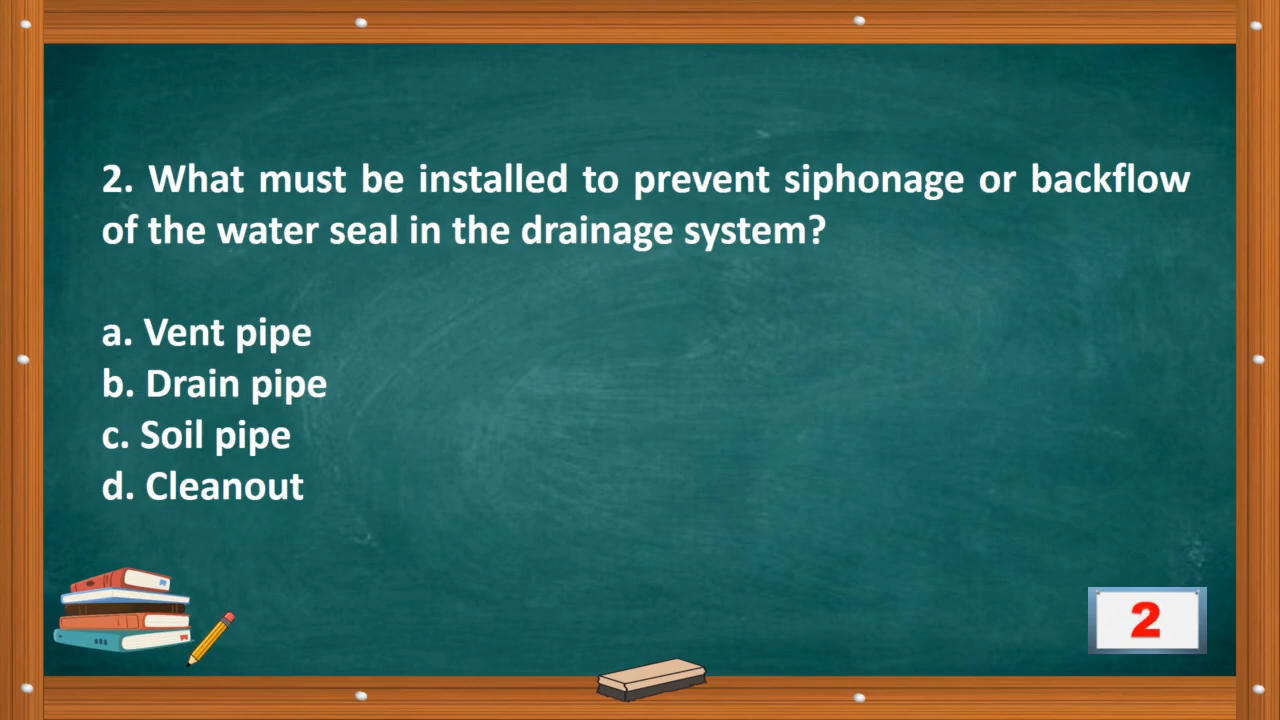 2. What must be installed to prevent siphonage or backflow
of the water seal in the drainage system?
a. Vent pipe
b. Drain pipe
c. Soil pipe
d. Cleanout
2